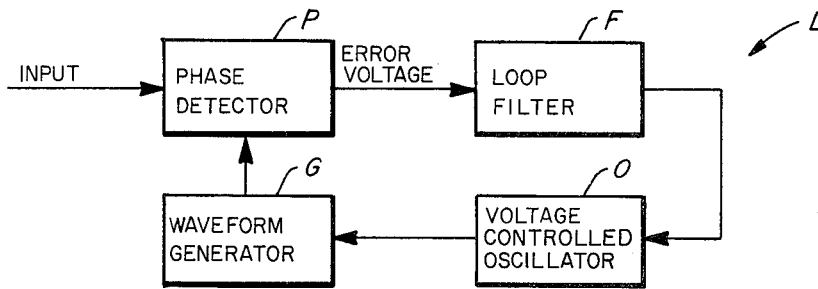 P
F
L
INPUT
PHASE
DETECTOR
ERROR
VOLTAGE
LOOP
FILTER
G
O
WAVEFORM
GENERATOR
VOLTAGE
CONTROLLED
OSCILLATOR